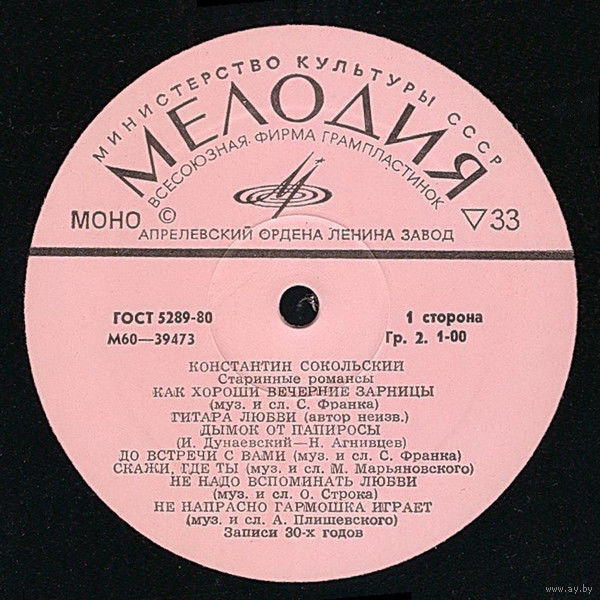 МИНИСТЕРСТВО КУЛЬТУРЫ СССР
МЕЛОДИЯ
ВСЕСОЮЗНАЯ ФИРМА ГРАМПЛАСТИНОК
МОНО © ▽33
АПРЕЛЕВСКИЙ ОРДЕНА ЛЕНИНА ЗАВОД
ГОСТ 5289-80 1 сторона
М60—39473 Гр. 2. 1-00
КОНСТАНТИН СОКОЛЬСКИЙ
Старинные романсы
КАК ХОРОШИ ВЕЧЕРНИЕ ЗАРНИЦЫ
(муз. и сл. С. Франка)
ГИТАРА ЛЮБВИ (автор неизв.)
ДЫМОК ОТ ПАПИРОСЫ
(И. Дунаевский—Н. Агнивцев)
ДО ВСТРЕЧИ С ВАМИ (муз. и сл. С. Франка)
СКАЖИ, ГДЕ ТЫ (муз. и сл. М. Марьяновского)
НЕ НАДО ВСПОМИНАТЬ ЛЮБВИ
(муз. и сл. О. Строка)
НЕ НАПРАСНО ГАРМОШКА ИГРАЕТ
(муз. и сл. А. Плишевского)
Записи 30-х годов
www.ay.by